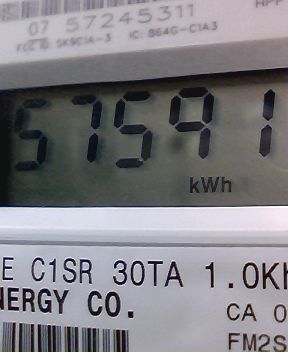 07 57245311
FCC ID: SK9CIA-3 IC: 864G-C1A3
57591
kWh
E C1SR 30TA 1.0Kh
NERGY CO.
CA 0
FM2S